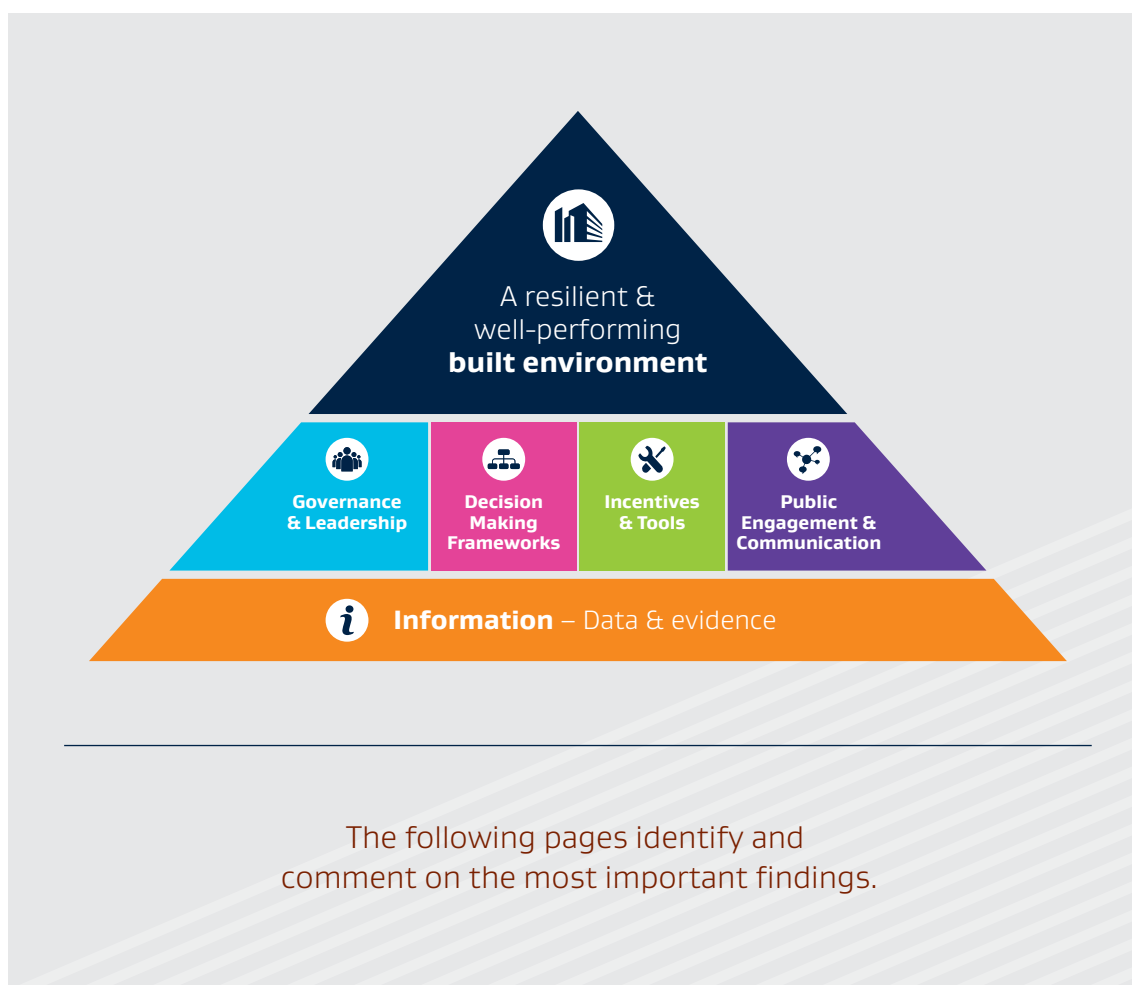 A resilient &
well-performing
built environment
Governance
& Leadership
Decision
Making
Frameworks
Incentives
& Tools
Public
Engagement &
Communication
i Information – Data & evidence
The following pages identify and
comment on the most important findings.